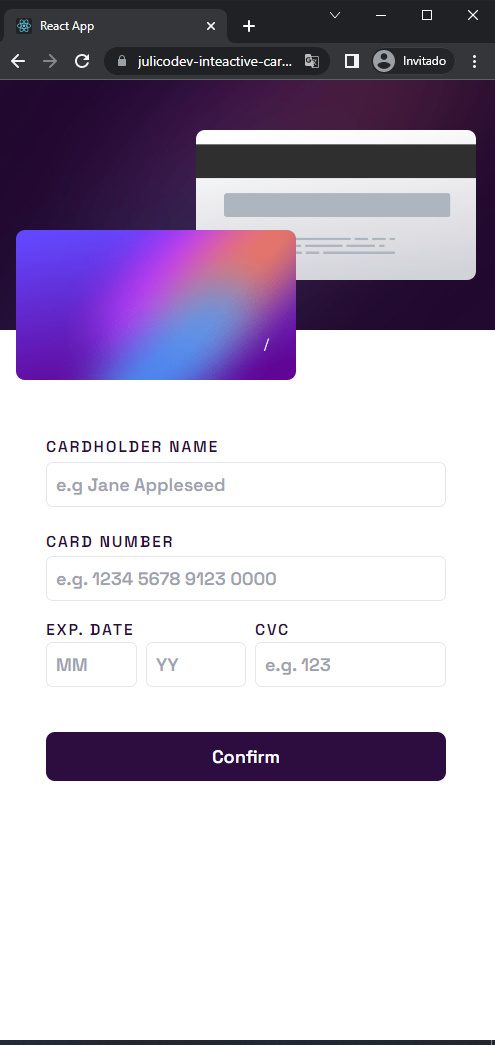 React App
julicodev-inteactive-car...
Invitado
/
CARDHOLDER NAME
e.g Jane Appleseed
CARD NUMBER
e.g. 1234 5678 9123 0000
EXP. DATE CVC
MM YY e.g. 123
Confirm